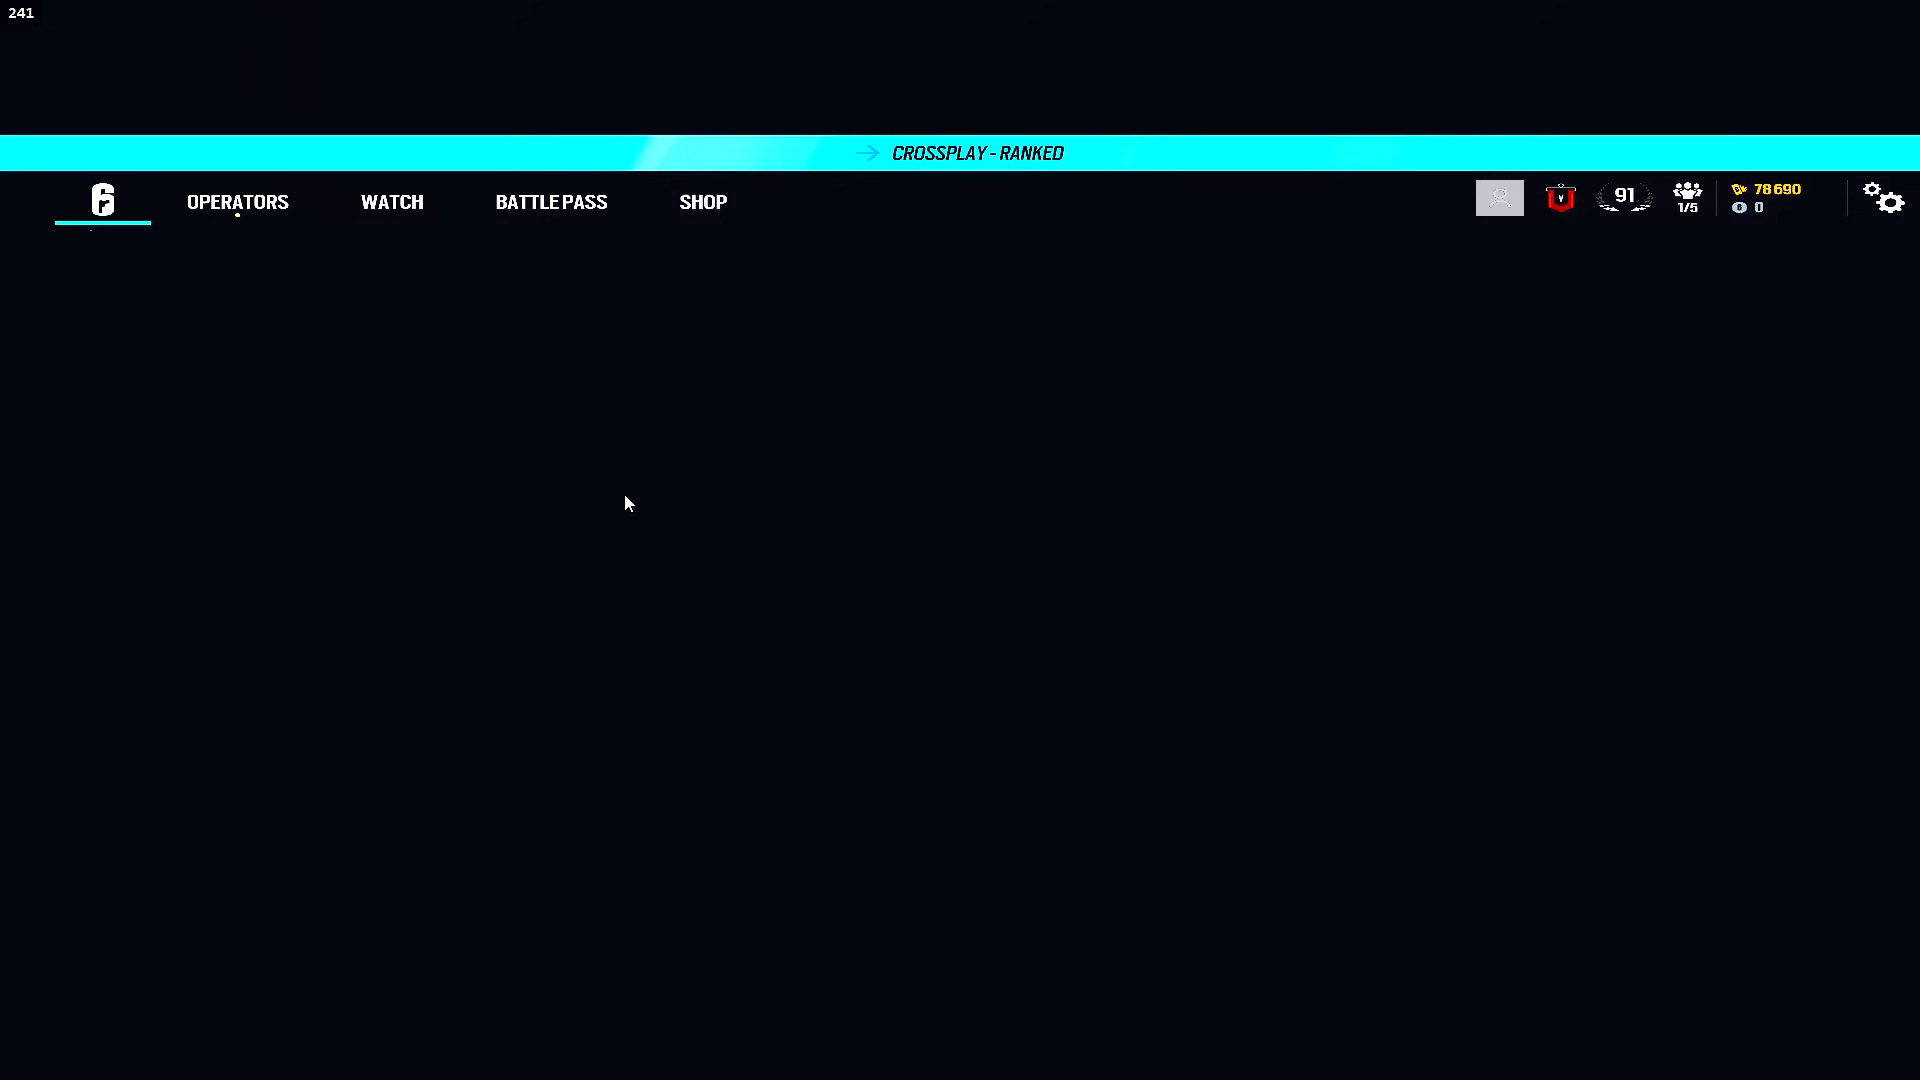 241
CROSSPLAY - RANKED
OPERATORS WATCH BATTLE PASS SHOP
91 1/5 78 690
0